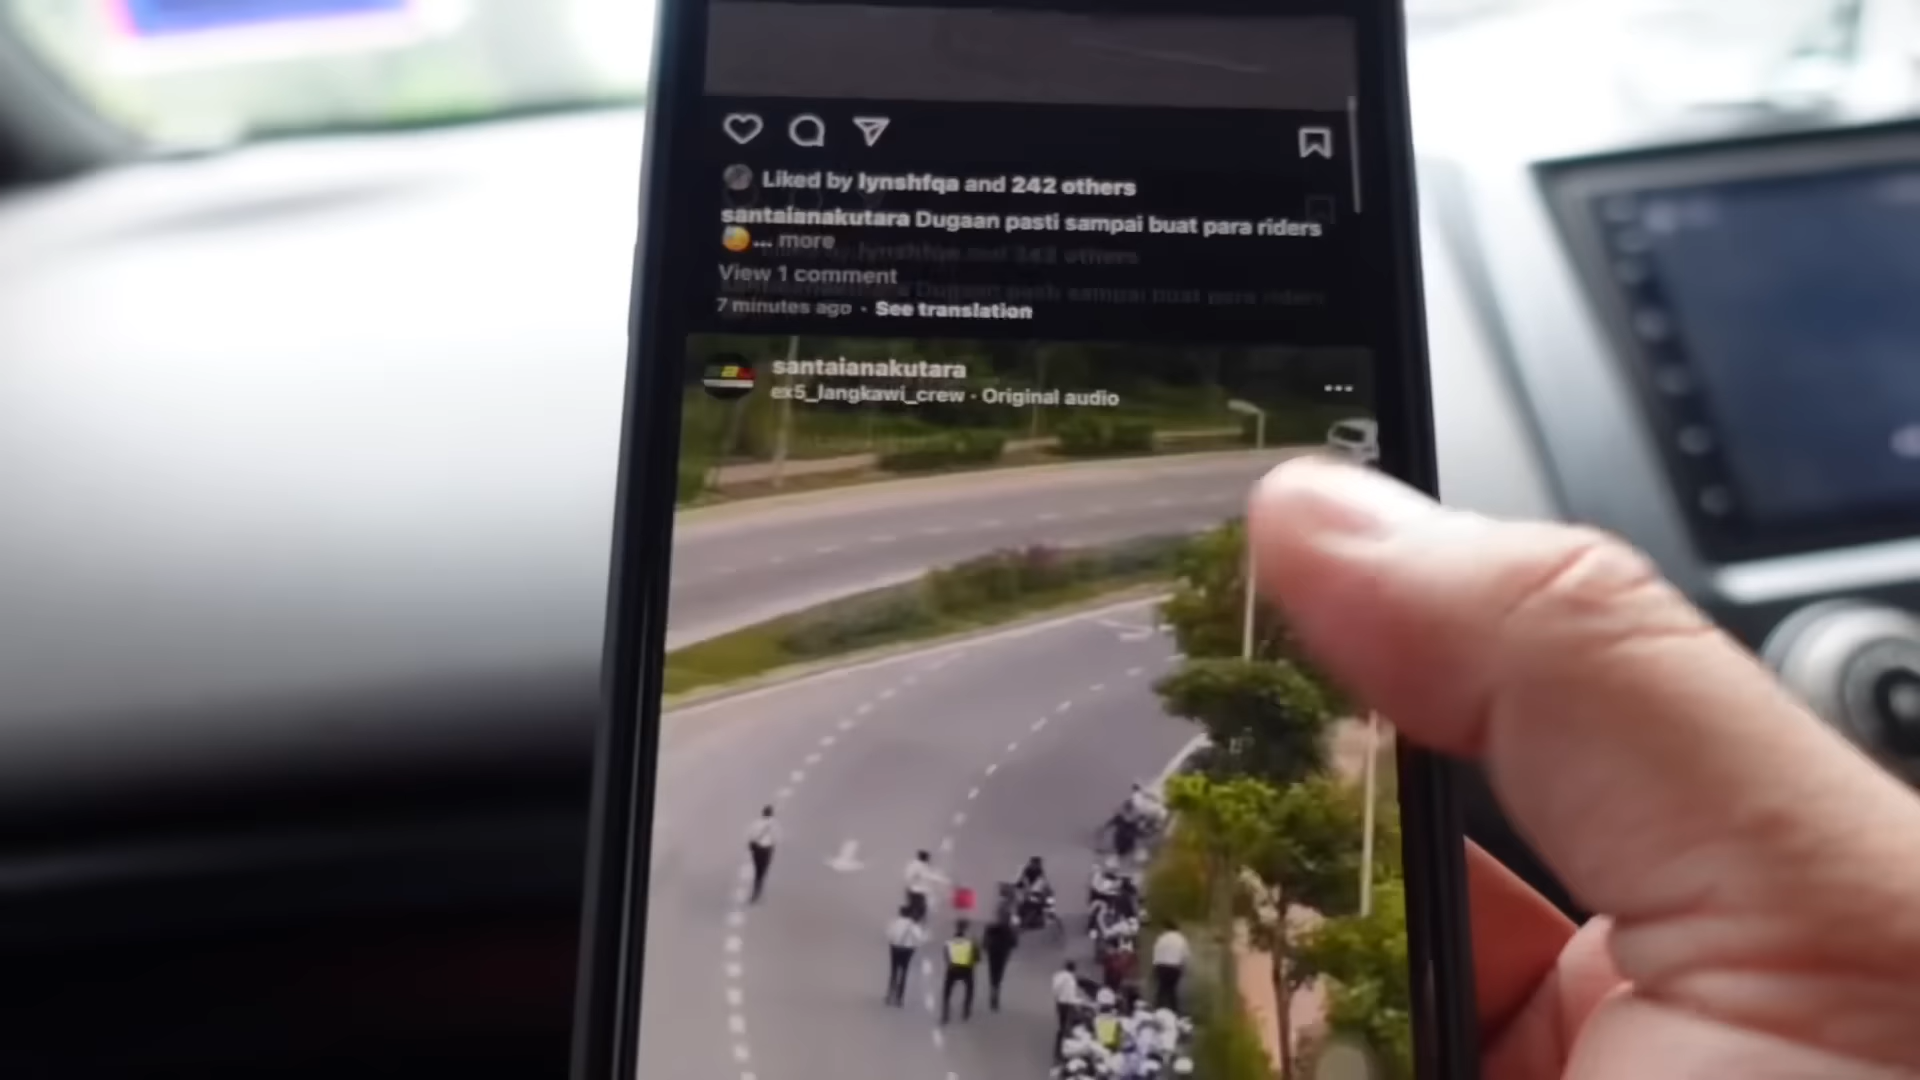 Liked by lynshfqa and 242 others
santaianakutara Dugaan pasti sampai buat para riders
... more
View 1 comment
7 minutes ago · See translation
santaianakutara
ex5_langkawi_crew · Original audio